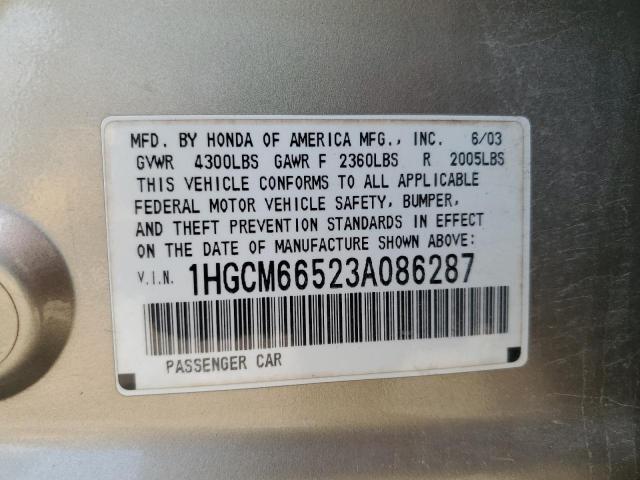 MFD. BY HONDA OF AMERICA MFG., INC. 6/03
GVWR 4300LBS GAWR F 2360LBS R 2005LBS
THIS VEHICLE CONFORMS TO ALL APPLICABLE
FEDERAL MOTOR VEHICLE SAFETY, BUMPER,
AND THEFT PREVENTION STANDARDS IN EFFECT
ON THE DATE OF MANUFACTURE SHOWN ABOVE:
V.I.N. 1HGCM66523A086287
PASSENGER CAR